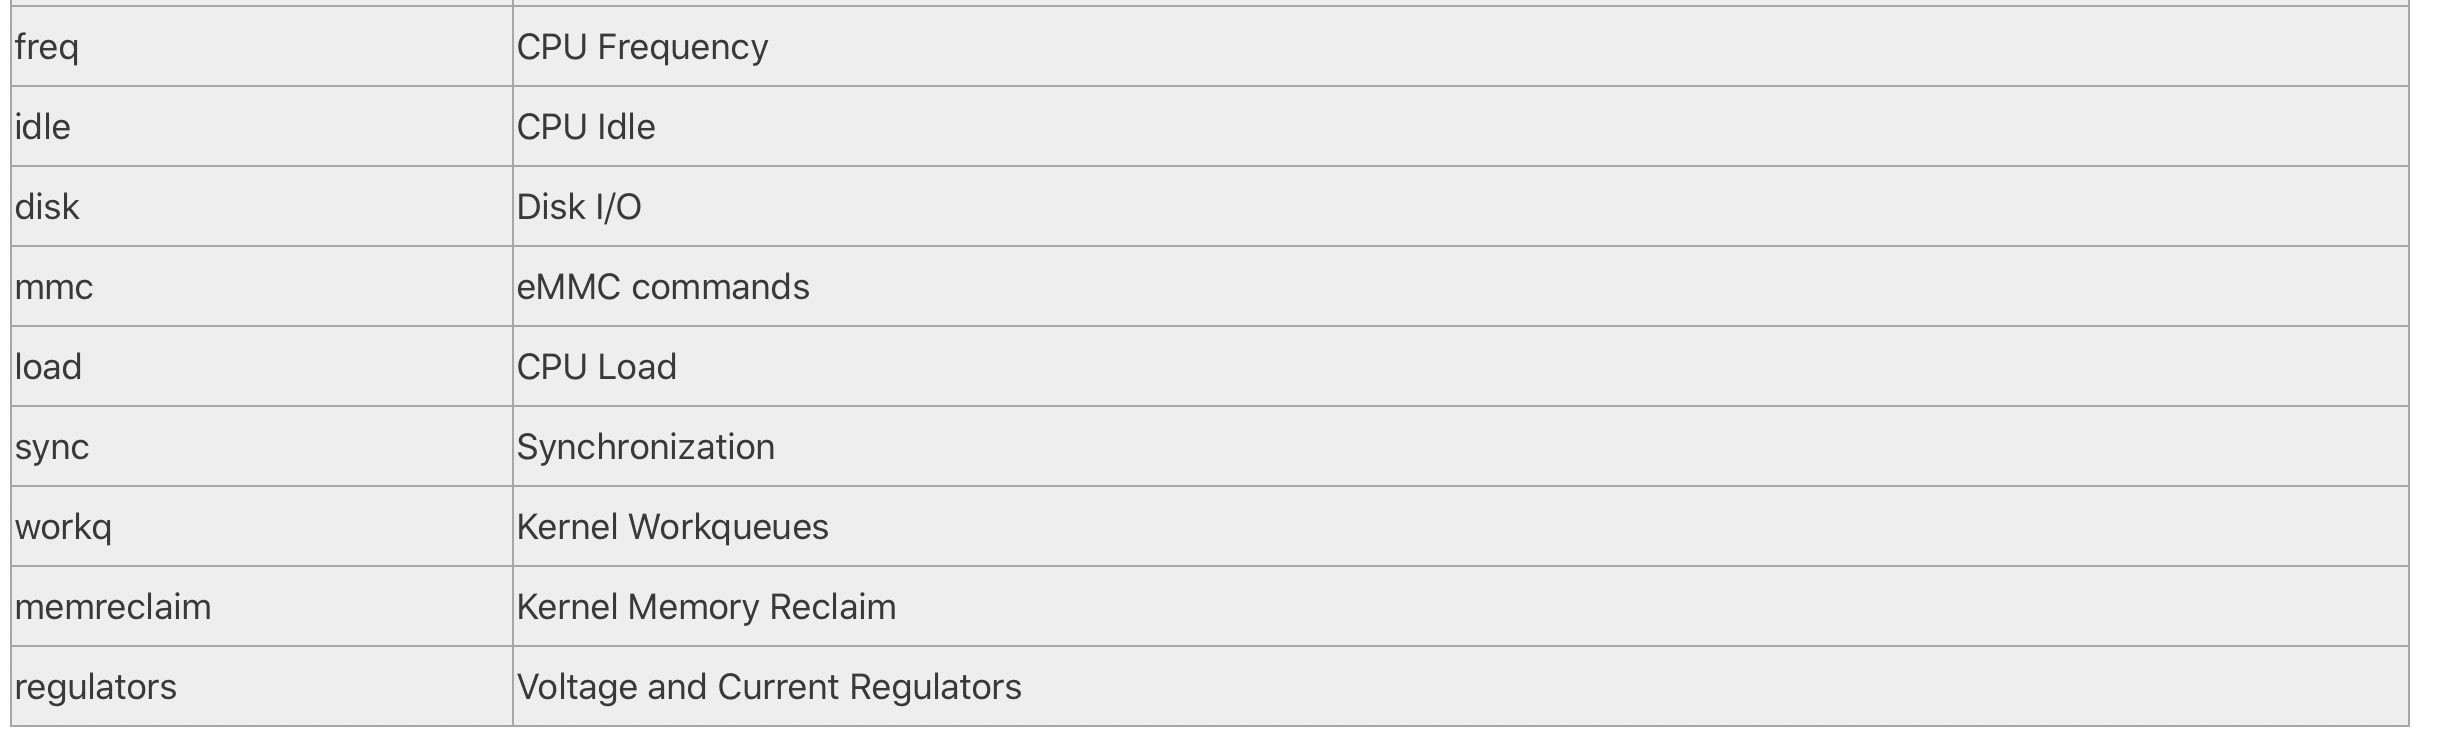 freq CPU Frequency
idle CPU Idle
disk Disk I/O
mmc eMMC commands
load CPU Load
sync Synchronization
workq Kernel Workqueues
memreclaim Kernel Memory Reclaim
regulators Voltage and Current Regulators